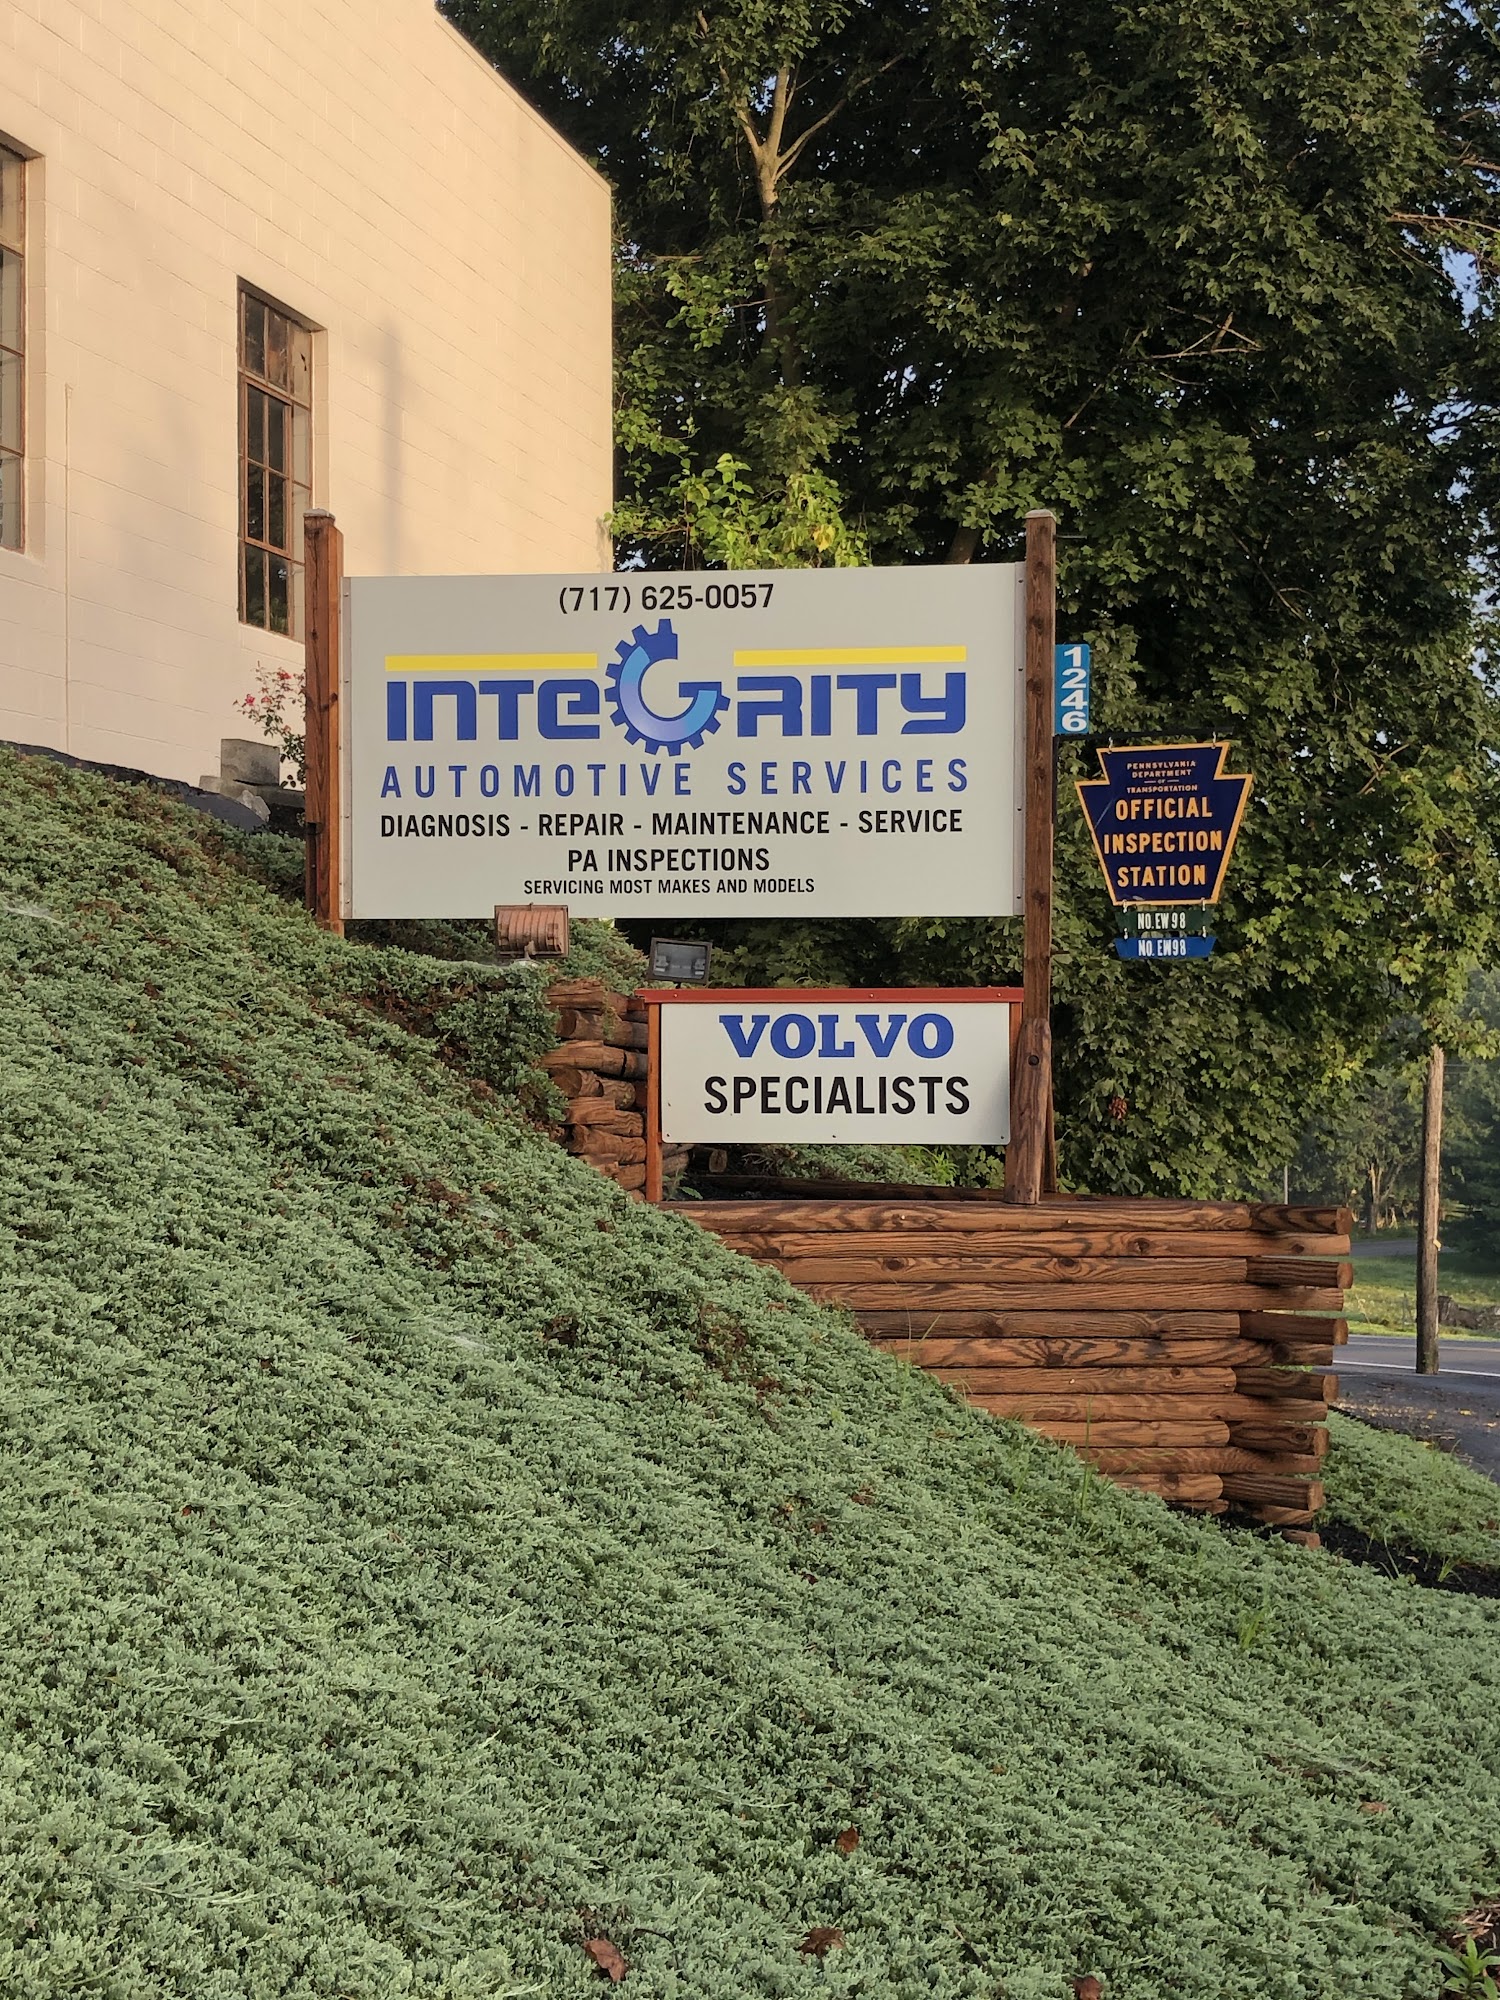 (717) 625-0057
INTEGRITY
AUTOMOTIVE SERVICES
DIAGNOSIS - REPAIR - MAINTENANCE - SERVICE
PA INSPECTIONS
SERVICING MOST MAKES AND MODELS
1246
PENNSYLVANIA
DEPARTMENT
OF
TRANSPORTATION
OFFICIAL
INSPECTION
STATION
NO. EW98
NO. EW98
VOLVO
SPECIALISTS